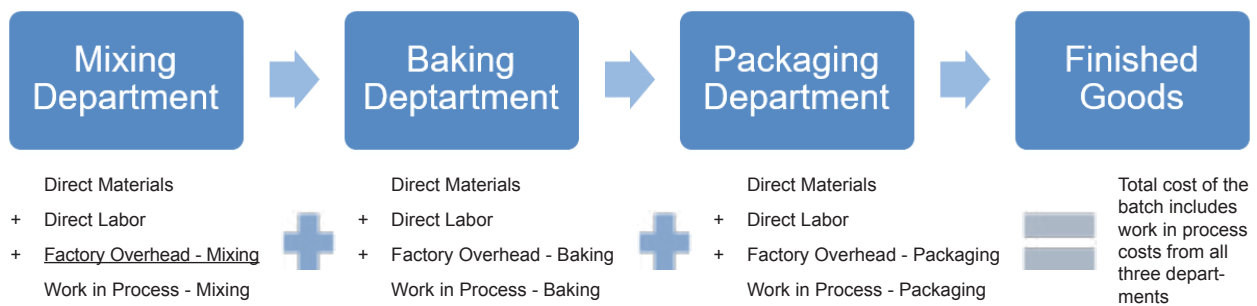 Mixing
Department
Baking
Deptartment
Packaging
Department
Finished
Goods
Direct Materials
+ Direct Labor
+ Factory Overhead - Mixing
Work in Process - Mixing
Direct Materials
+ Direct Labor
+ Factory Overhead - Baking
Work in Process - Baking
Direct Materials
+ Direct Labor
+ Factory Overhead - Packaging
Work in Process - Packaging
Total cost of the
batch includes
work in process
costs from all
three depart-
ments